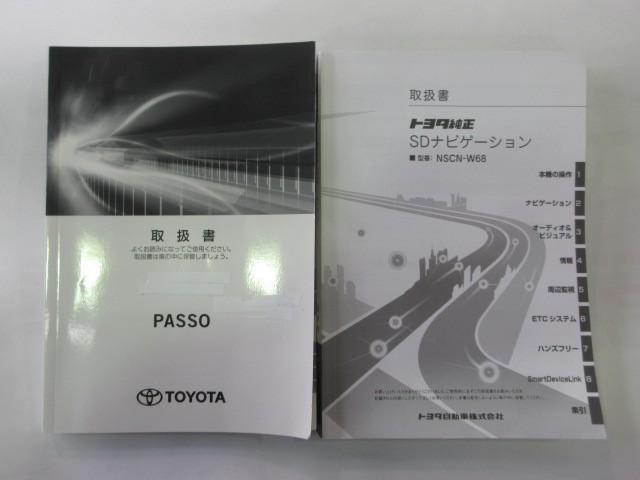 取扱書
よくお読みになってご使用ください。
取扱書は車の中に保管しましょう。
PASSO
TOYOTA
取扱書
トヨタ純正
SDナビゲーション
■ 型番: NSCN-W68
本機の操作 1
ナビゲーション 2
オーディオ&
ビジュアル 3
情報 4
周辺監視 5
ETC システム 6
ハンズフリー 7
SmartDeviceLink 8
索引
トヨタ自動車株式会社